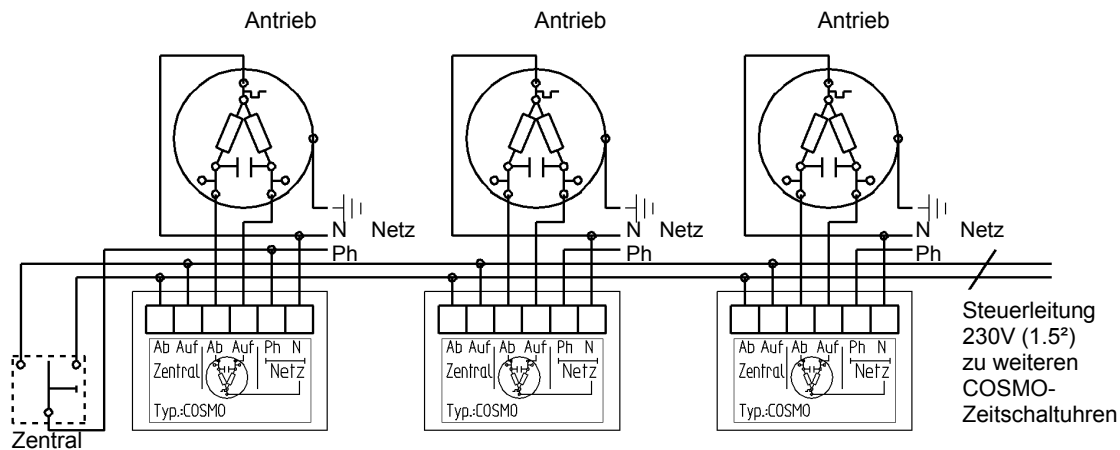 Antrieb
Antrieb
Antrieb
N Netz
Ph
N Netz
Ph
N Netz
Ph
Steuerleitung
230V (1.5²)
zu weiteren
COSMO-
Zeitschaltuhren
Ab Auf Ab Auf Ph N
Zentral Netz
Typ.:COSMO
Ab Auf Ab Auf Ph N
Zentral Netz
Typ.:COSMO
Ab Auf Ab Auf Ph N
Zentral Netz
Typ.:COSMO
Zentral